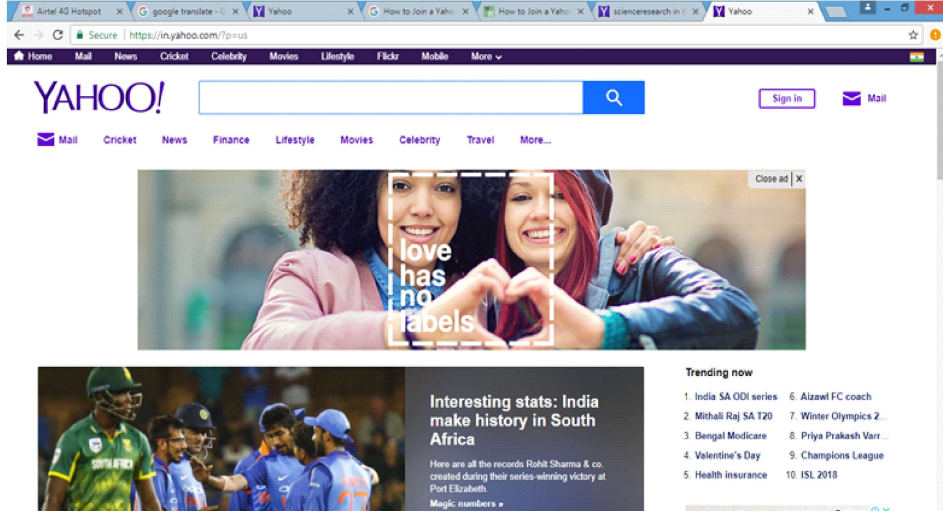 Airtel 4G Hotspot
google translate - G
Yahoo
How to Join a Yahoo
How to Join a Yahoo
scienceresearch in t
Yahoo
Secure | https://in.yahoo.com/?p=us
Home Mail News Cricket Celebrity Movies Lifestyle Flickr Mobile More
YAHOO!
Sign in
Mail
Mail Cricket News Finance Lifestyle Movies Celebrity Travel More...
Close ad | X
love
has
no
labels
SOUTH AFRICA
Interesting stats: India
make history in South
Africa
Here are all the records Rohit Sharma & co.
created during their series-winning victory at
Port Elizabeth.
Magic numbers »
Trending now
1. India SA ODI series
2. Mithali Raj SA T20
3. Bengal Modicare
4. Valentine's Day
5. Health insurance
6. Aizawl FC coach
7. Winter Olympics 2...
8. Priya Prakash Varr...
9. Champions League
10. ISL 2018